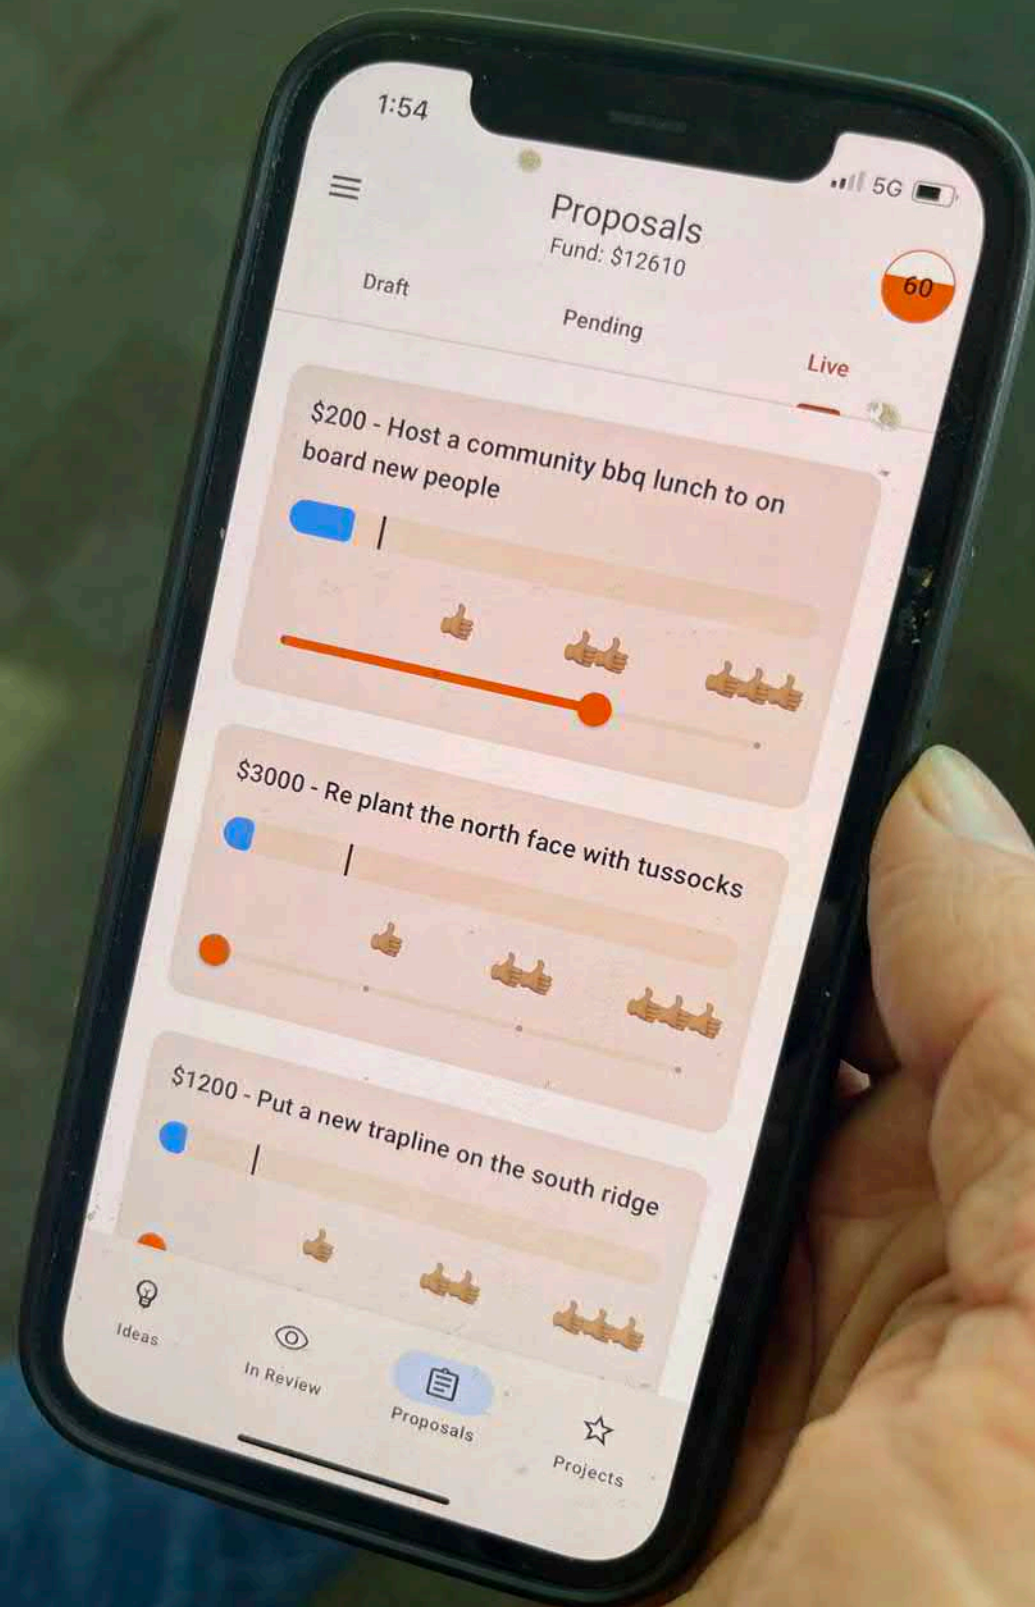 1:54
5G
Proposals
Fund: $12610
60
Draft
Pending
Live
$200 - Host a community bbq lunch to on
board new people
$3000 - Re plant the north face with tussocks
$1200 - Put a new trapline on the south ridge
Ideas
In Review
Proposals
Projects